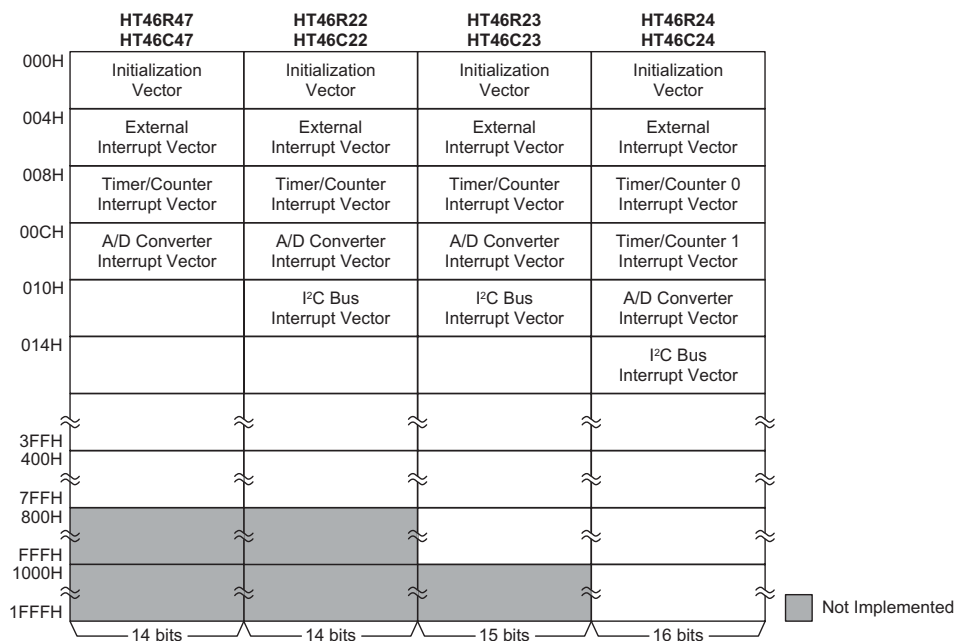 HT46R47 HT46R22 HT46R23 HT46R24
HT46C47 HT46C22 HT46C23 HT46C24
000H
Initialization Initialization Initialization Initialization
Vector Vector Vector Vector
004H
External External External External
Interrupt Vector Interrupt Vector Interrupt Vector Interrupt Vector
008H
Timer/Counter Timer/Counter Timer/Counter Timer/Counter 0
Interrupt Vector Interrupt Vector Interrupt Vector Interrupt Vector
00CH
A/D Converter A/D Converter A/D Converter Timer/Counter 1
Interrupt Vector Interrupt Vector Interrupt Vector Interrupt Vector
010H
I²C Bus I²C Bus A/D Converter
Interrupt Vector Interrupt Vector Interrupt Vector
014H
I²C Bus
Interrupt Vector
3FFH
400H
7FFH
800H
FFFH
1000H
1FFFH
Not Implemented
14 bits 14 bits 15 bits 16 bits